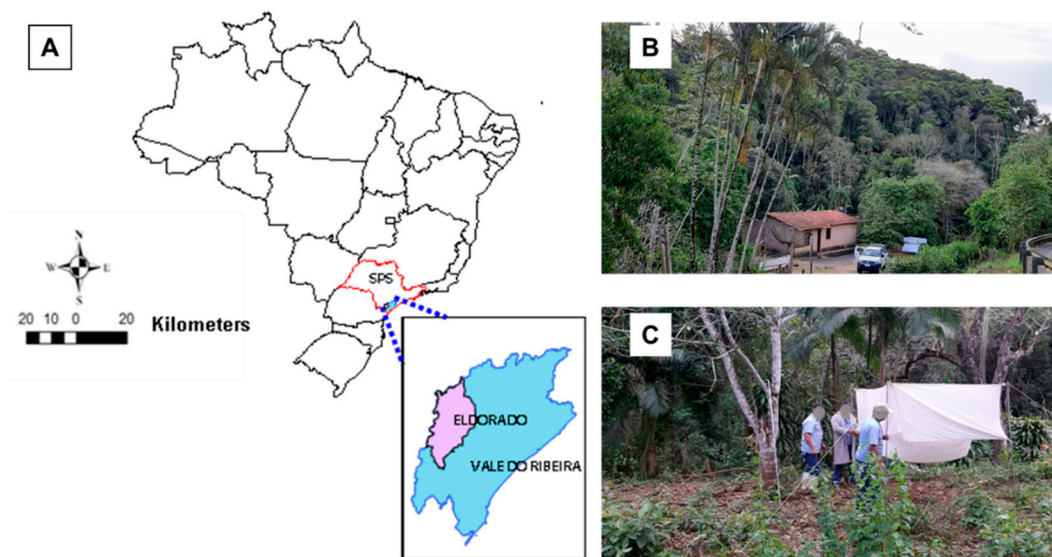 A
B
SPS
N
W E
S
20 10 0 20 Kilometers
ELDORADO
VALE DO RIBEIRA
C